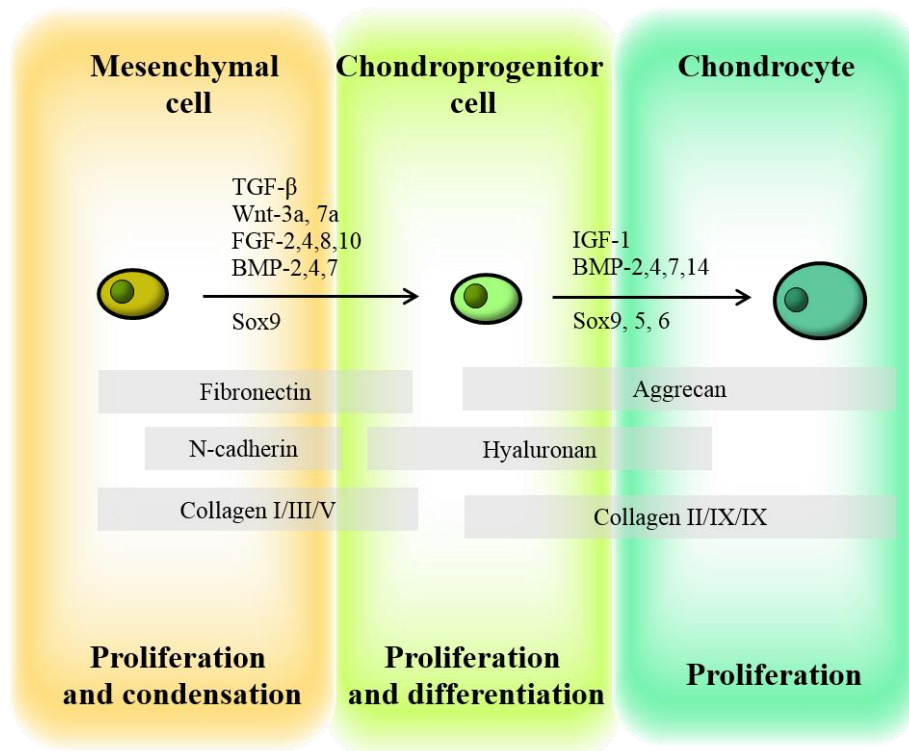 Mesenchymal
cell
Chondroprogenitor
cell
Chondrocyte
TGF-β
Wnt-3a, 7a
FGF-2,4,8,10
BMP-2,4,7
Sox9
IGF-1
BMP-2,4,7,14
Sox9, 5, 6
Fibronectin
Aggrecan
N-cadherin
Hyaluronan
Collagen I/III/V
Collagen II/IX/IX
Proliferation
and condensation
Proliferation
and differentiation
Proliferation